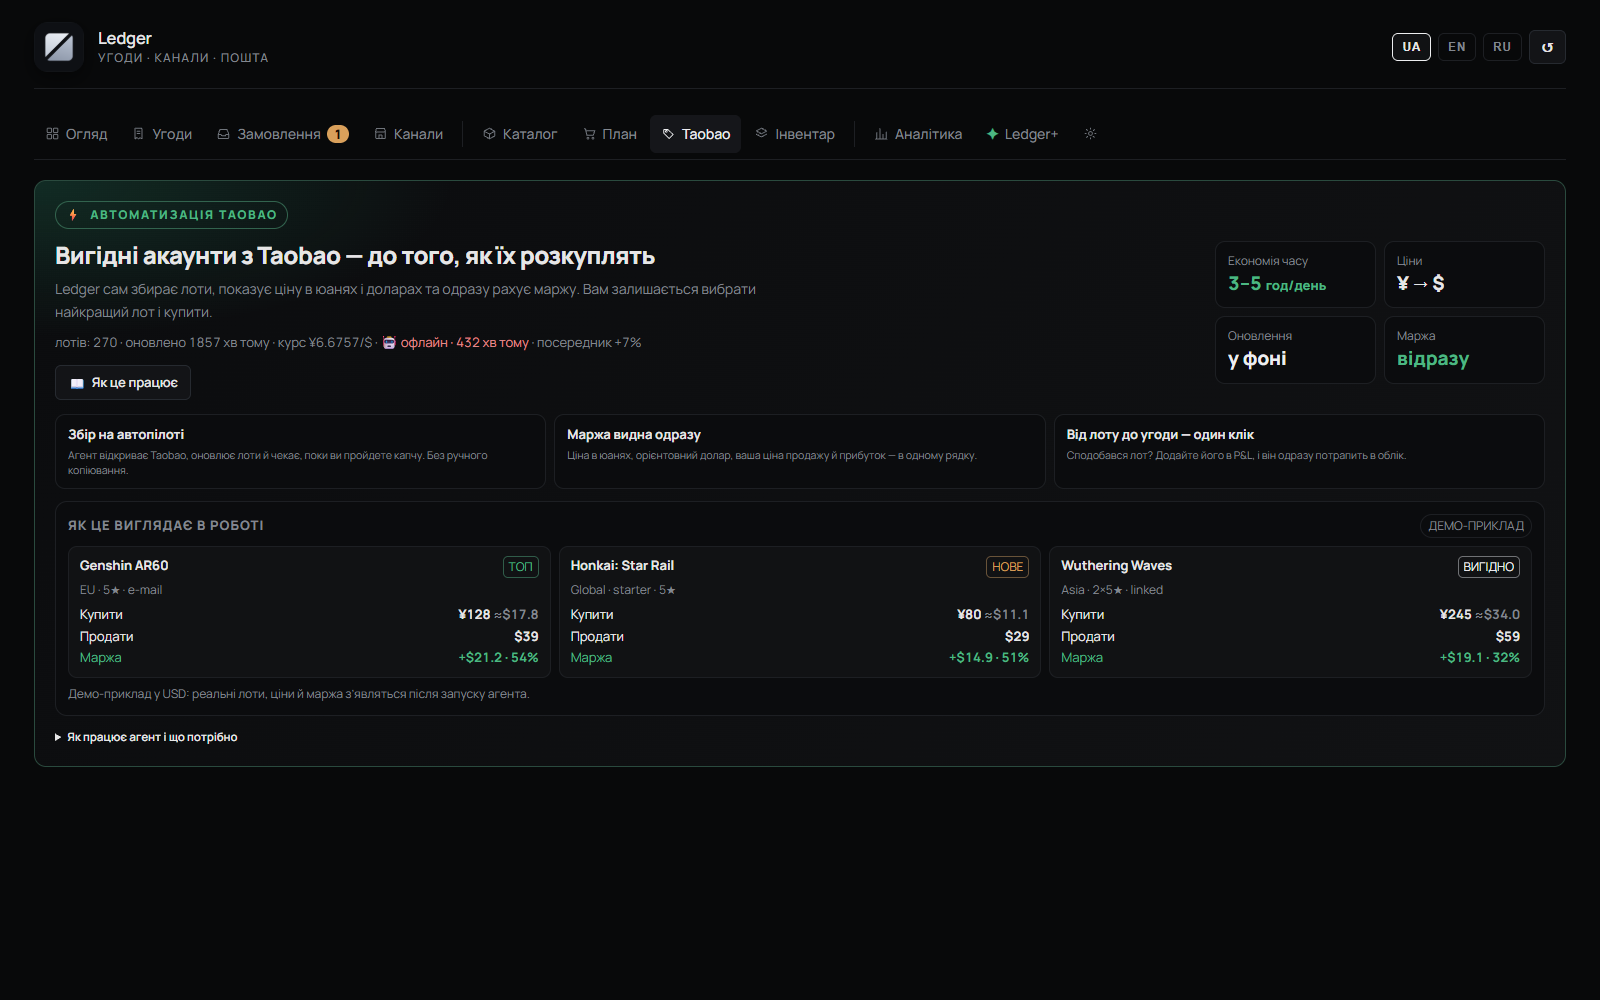 Ledger
УГОДИ · КАНАЛИ · ПОШТА
UA EN RU ↺
Огляд Угоди Замовлення 1 Канали Каталог План Taobao Інвентар Аналітика Ledger+
АВТОМАТИЗАЦІЯ TAOBAO
Вигідні акаунти з Taobao — до того, як їх розкуплять
Ledger сам збирає лоти, показує ціну в юанях і доларах та одразу рахує маржу. Вам залишається вибрати
найкращий лот і купити.
лотів: 270 · оновлено 1857 хв тому · курс ¥6.6757/$ · офлайн · 432 хв тому · посередник +7%
Як це працює
Економія часу
3–5 год/день
Ціни
¥ → $
Оновлення
у фоні
Маржа
відразу
Збір на автопілоті
Агент відкриває Taobao, оновлює лоти й чекає, поки ви пройдете капчу. Без ручного
копіювання.
Маржа видна одразу
Ціна в юанях, орієнтовний долар, ваша ціна продажу й прибуток — в одному рядку.
Від лоту до угоди — один клік
Сподобався лот? Додайте його в P&L, і він одразу потрапить в облік.
ЯК ЦЕ ВИГЛЯДАЄ В РОБОТІ
ДЕМО-ПРИКЛАД
Genshin AR60 ТОП
EU · 5★ · e-mail
Купити ¥128 ≈$17.8
Продати $39
Маржа +$21.2 · 54%
Honkai: Star Rail НОВЕ
Global · starter · 5★
Купити ¥80 ≈$11.1
Продати $29
Маржа +$14.9 · 51%
Wuthering Waves ВИГІДНО
Asia · 2×5★ · linked
Купити ¥245 ≈$34.0
Продати $59
Маржа +$19.1 · 32%
Демо-приклад у USD: реальні лоти, ціни й маржа з'являться після запуску агента.
Як працює агент і що потрібно